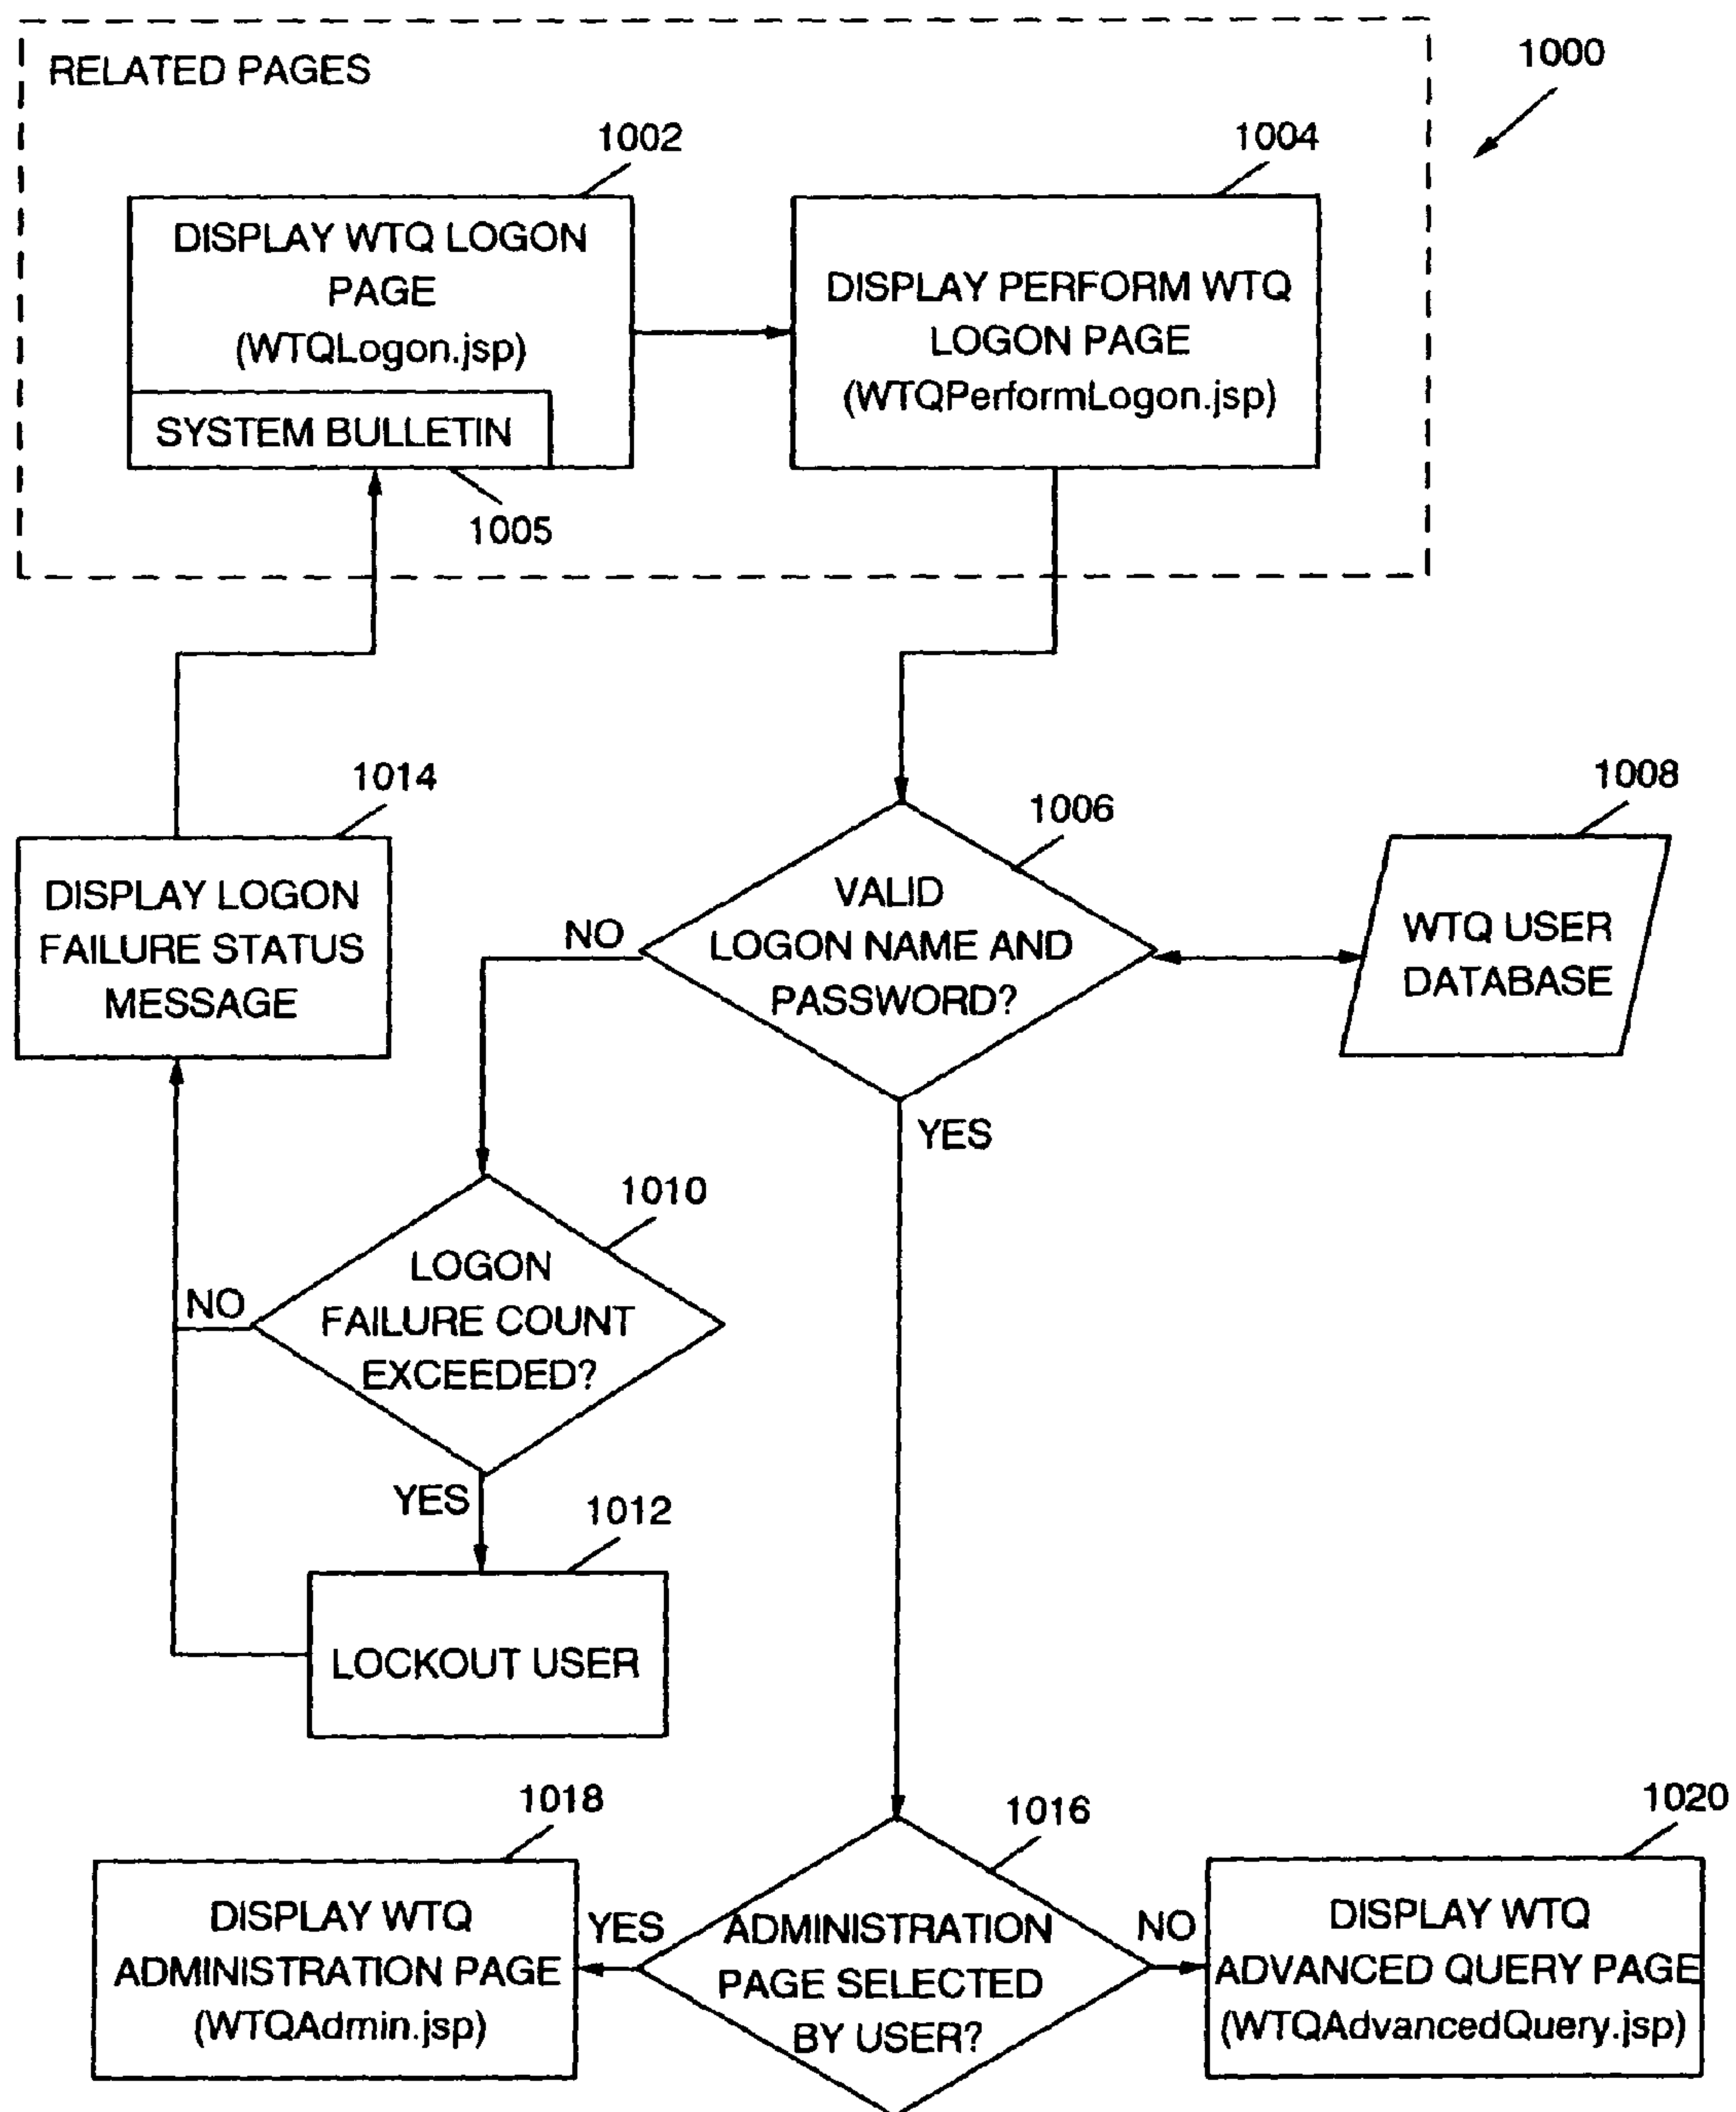 RELATED PAGES
1000
1002
1004
DISPLAY WTQ LOGON
PAGE
(WTQLogon.jsp)
SYSTEM BULLETIN
1005
DISPLAY PERFORM WTQ
LOGON PAGE
(WTQPerformLogon.jsp)
1014
DISPLAY LOGON
FAILURE STATUS
MESSAGE
1006
VALID
LOGON NAME AND
PASSWORD?
NO
YES
1008
WTQ USER
DATABASE
1010
LOGON
FAILURE COUNT
EXCEEDED?
NO
YES
1012
LOCKOUT USER
1018
DISPLAY WTQ
ADMINISTRATION PAGE
(WTQAdmin.jsp)
YES
1016
ADMINISTRATION
PAGE SELECTED
BY USER?
NO
1020
DISPLAY WTQ
ADVANCED QUERY PAGE
(WTQAdvancedQuery.jsp)